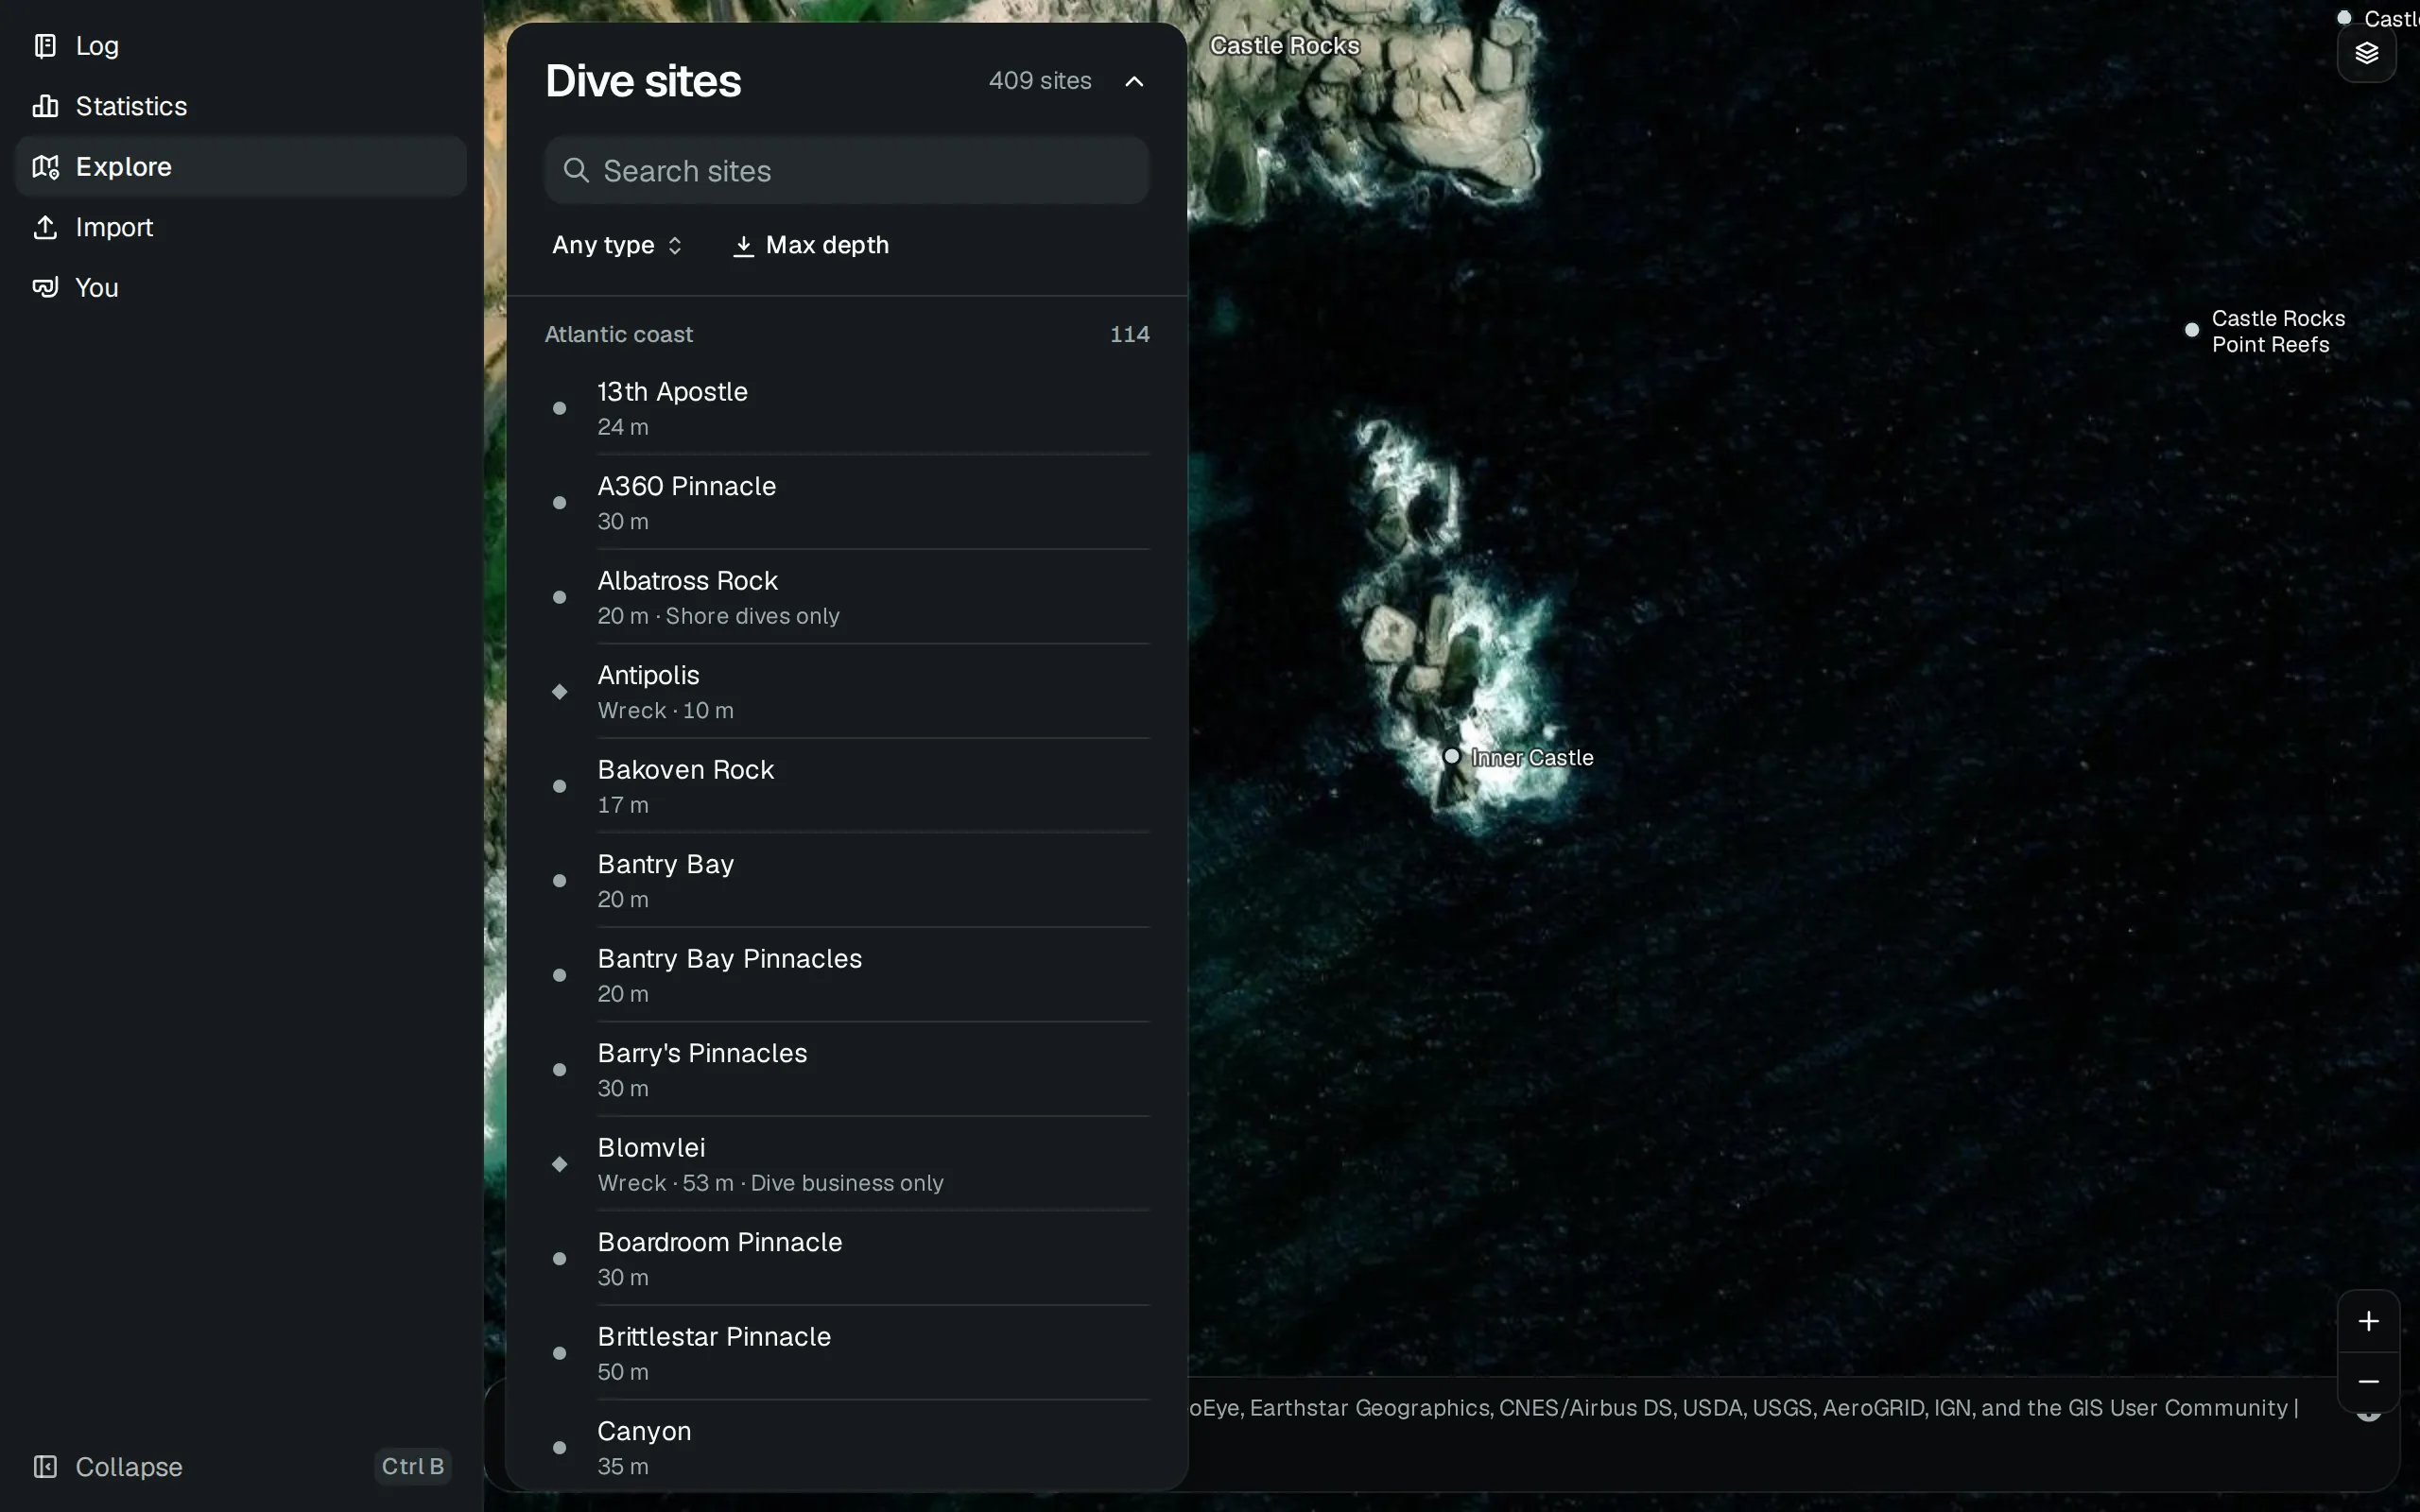 Log
Statistics
Explore
Import
You
Collapse
Ctrl B
Dive sites
409 sites
Search sites
Any type
Max depth
Atlantic coast
114
13th Apostle
24 m
A360 Pinnacle
30 m
Albatross Rock
20 m · Shore dives only
Antipolis
Wreck · 10 m
Bakoven Rock
17 m
Bantry Bay
20 m
Bantry Bay Pinnacles
20 m
Barry's Pinnacles
30 m
Blomvlei
Wreck · 53 m · Dive business only
Boardroom Pinnacle
30 m
Brittlestar Pinnacle
50 m
Canyon
35 m
Castle Rocks
Castl
Castle Rocks
Point Reefs
Inner Castle
oEye, Earthstar Geographics, CNES/Airbus DS, USDA, USGS, AeroGRID, IGN, and the GIS User Community |